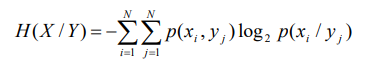 H(X/Y) = −∑_{i=1}^{N} ∑_{j=1}^{N} p(x_i, y_j) log_2 p(x_i / y_j)